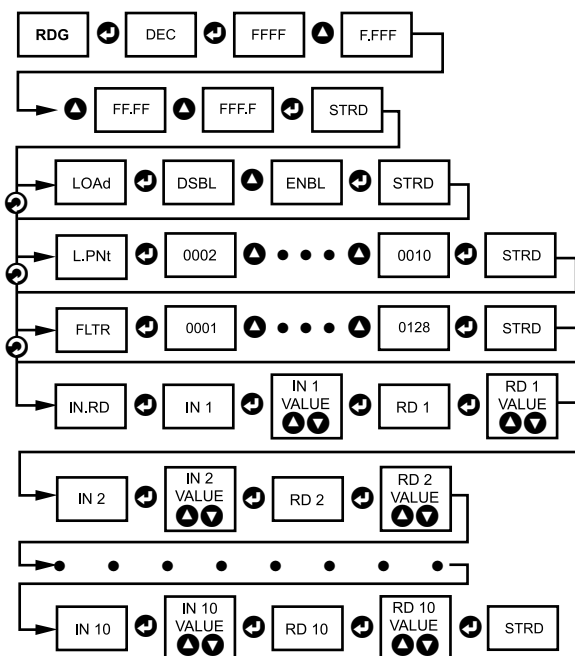 RDG DEC FFFF F.FFF
FF.FF FFF.F STRD
LOAd DSBL ENBL STRD
L.PNt 0002 0010 STRD
FLTR 0001 0128 STRD
IN.RD IN 1 IN 1 VALUE RD 1 RD 1 VALUE
IN 2 IN 2 VALUE RD 2 RD 2 VALUE
IN 10 IN 10 VALUE RD 10 RD 10 VALUE STRD